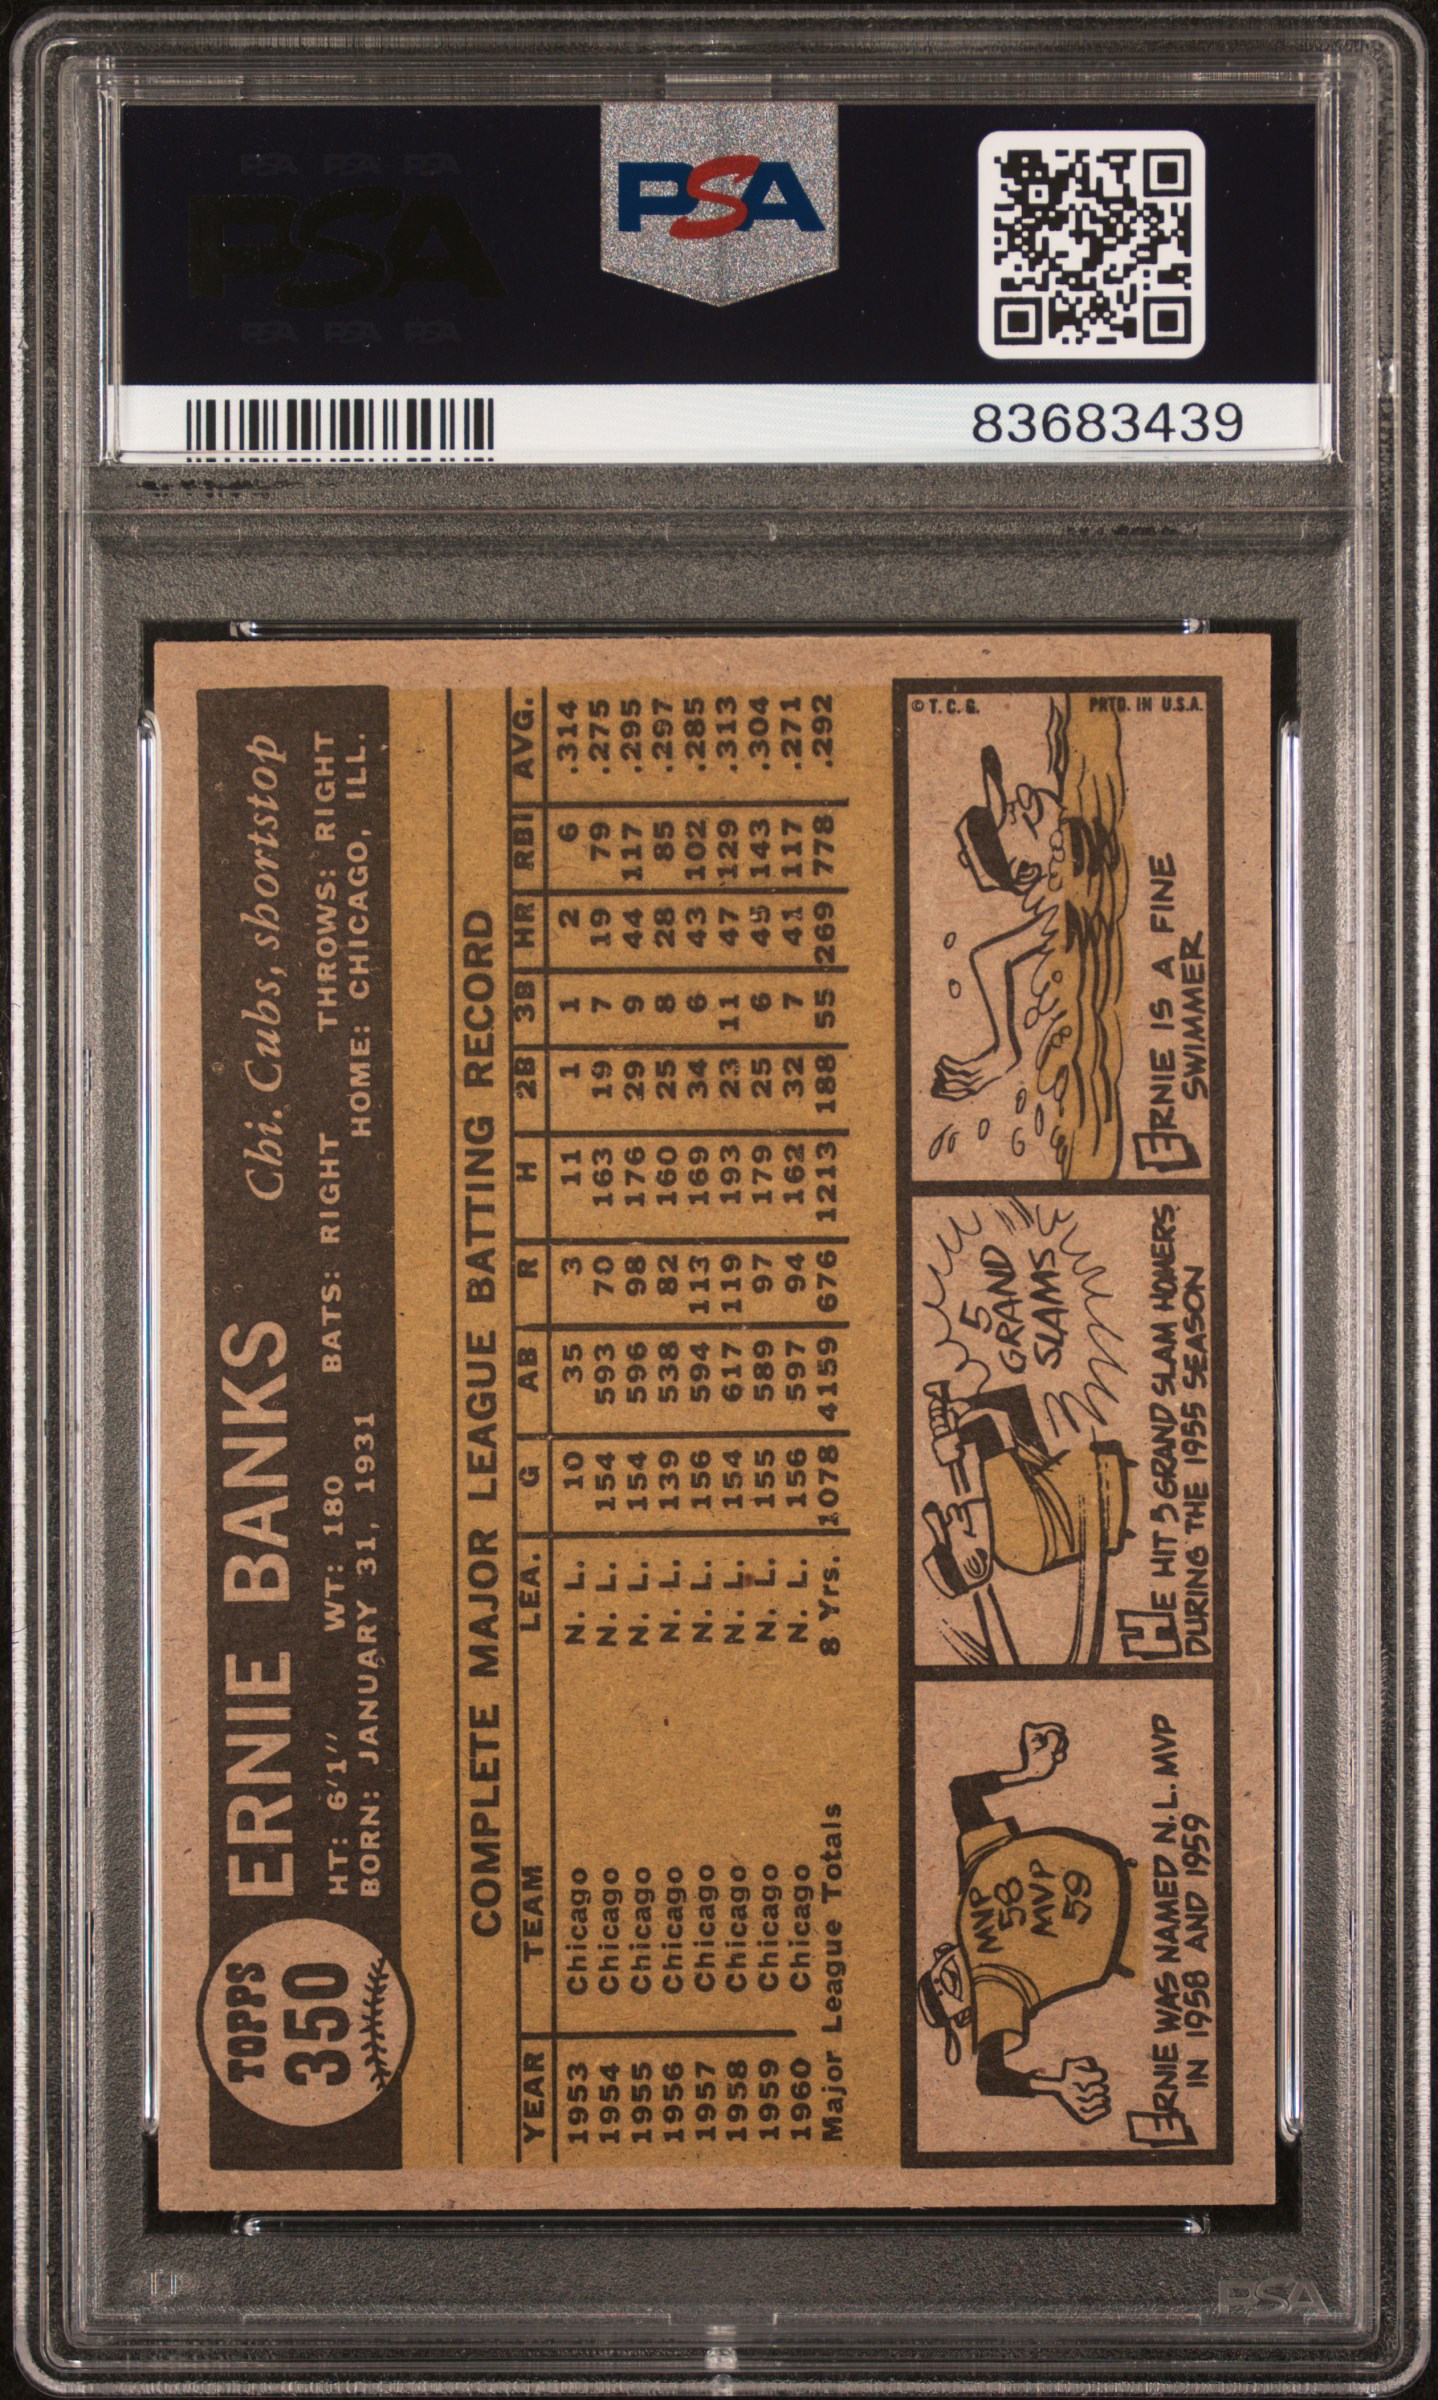 PSA PSA PSA
PSA
PSA PSA PSA
PSA
83683439
TOPPS
350
ERNIE BANKS Chi. Cubs, shortstop
HT: 6'1" WT: 180 BATS: RIGHT THROWS: RIGHT
BORN: JANUARY 31, 1931 HOME: CHICAGO, ILL.
COMPLETE MAJOR LEAGUE BATTING RECORD
YEAR TEAM LEA. G AB R H 2B 3B HR RBI AVG.
1953 Chicago N. L. 10 35 3 11 1 1 2 6 .314
1954 Chicago N. L. 154 593 70 163 19 7 19 79 .275
1955 Chicago N. L. 154 596 98 176 29 9 44 117 .295
1956 Chicago N. L. 139 538 82 160 25 8 28 85 .297
1957 Chicago N. L. 156 594 113 169 34 6 43 102 .285
1958 Chicago N. L. 154 617 119 193 23 11 47 129 .313
1959 Chicago N. L. 155 589 97 179 25 6 45 143 .304
1960 Chicago N. L. 156 597 94 162 32 7 41 117 .271
Major League Totals 8 Yrs. 1078 4159 676 1213 188 55 269 778 .292
MVP
58
MVP
59
ERNIE WAS NAMED N.L. MVP
IN 1958 AND 1959
5
GRAND
SLAMS
HE HIT 5 GRAND SLAM HOMERS
DURING THE 1955 SEASON
© T. C. G.
PRTD. IN U.S.A.
ERNIE IS A FINE
SWIMMER
PSA